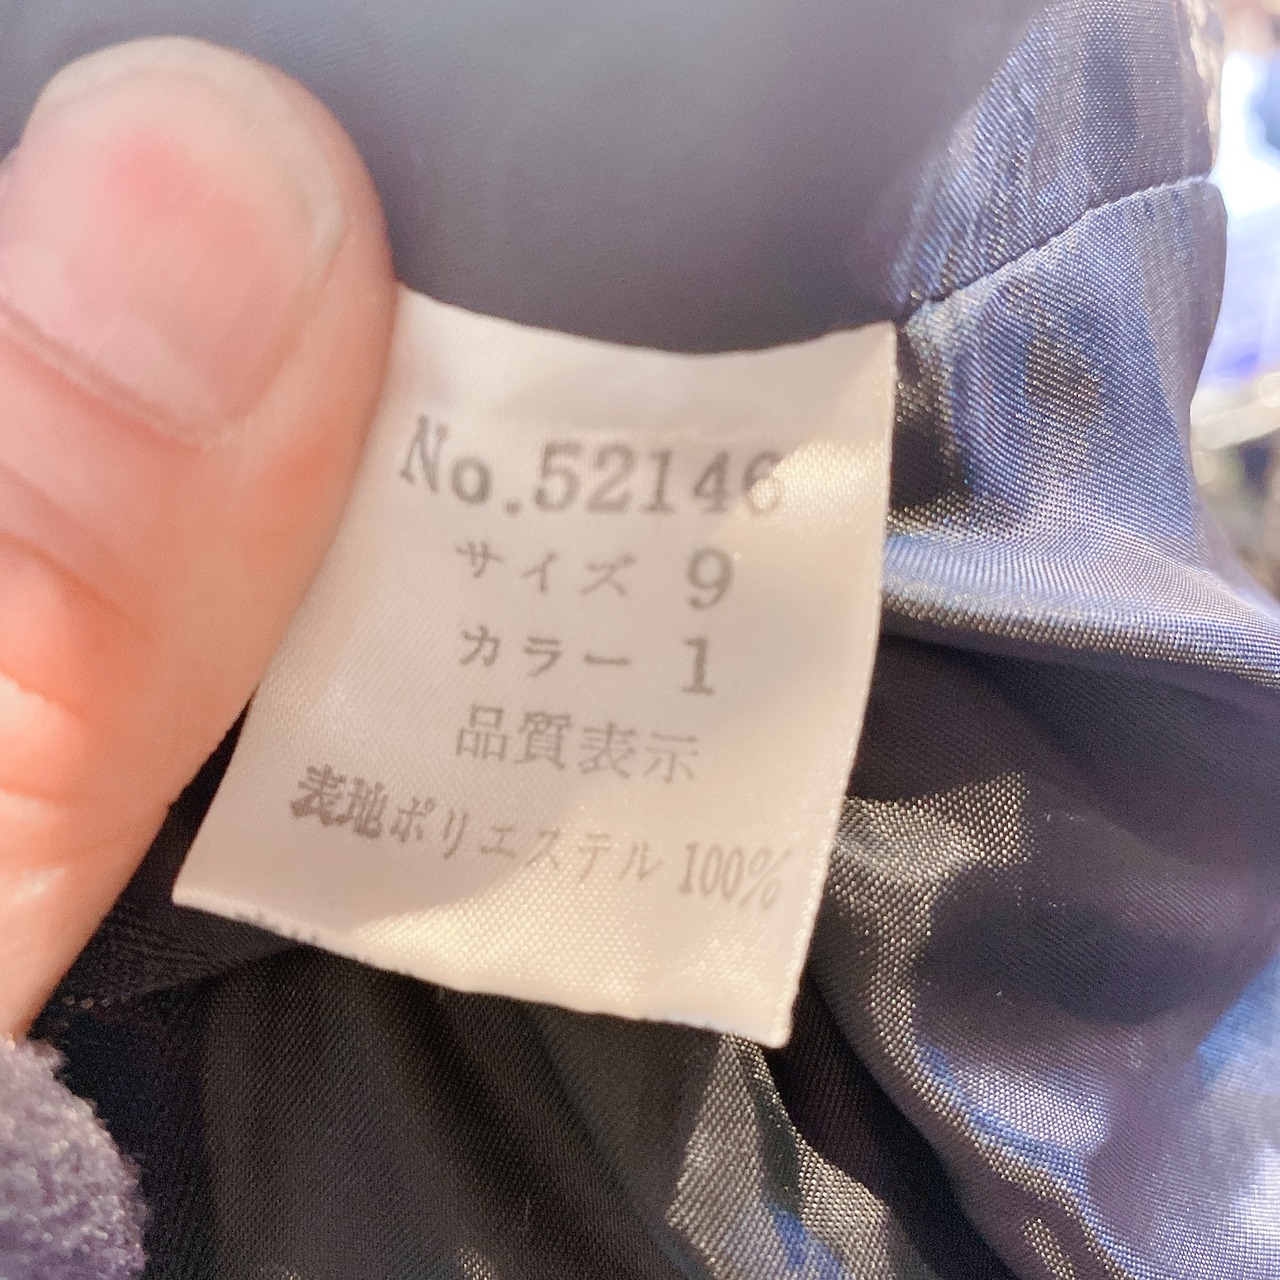 No.52146
サイズ 9
カラー 1
品質表示
表地ポリエステル 100%